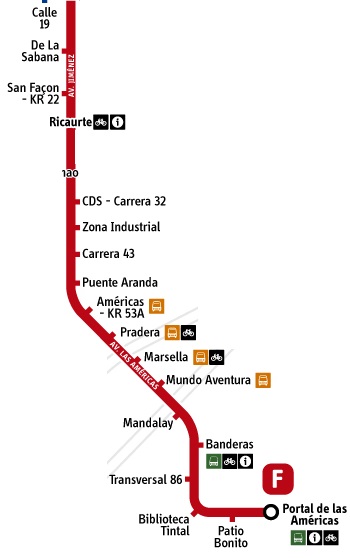 Calle
19
De La
Sabana
AV. JIMÉNEZ
San Façon
- KR 22
Ricaurte
CDS - Carrera 32
Zona Industrial
Carrera 43
Puente Aranda
Américas
- KR 53A
Pradera
AV. LAS AMÉRICAS
Marsella
Mundo Aventura
Mandalay
Banderas
Transversal 86
F
Portal de las
Américas
Biblioteca
Tintal
Patio
Bonito